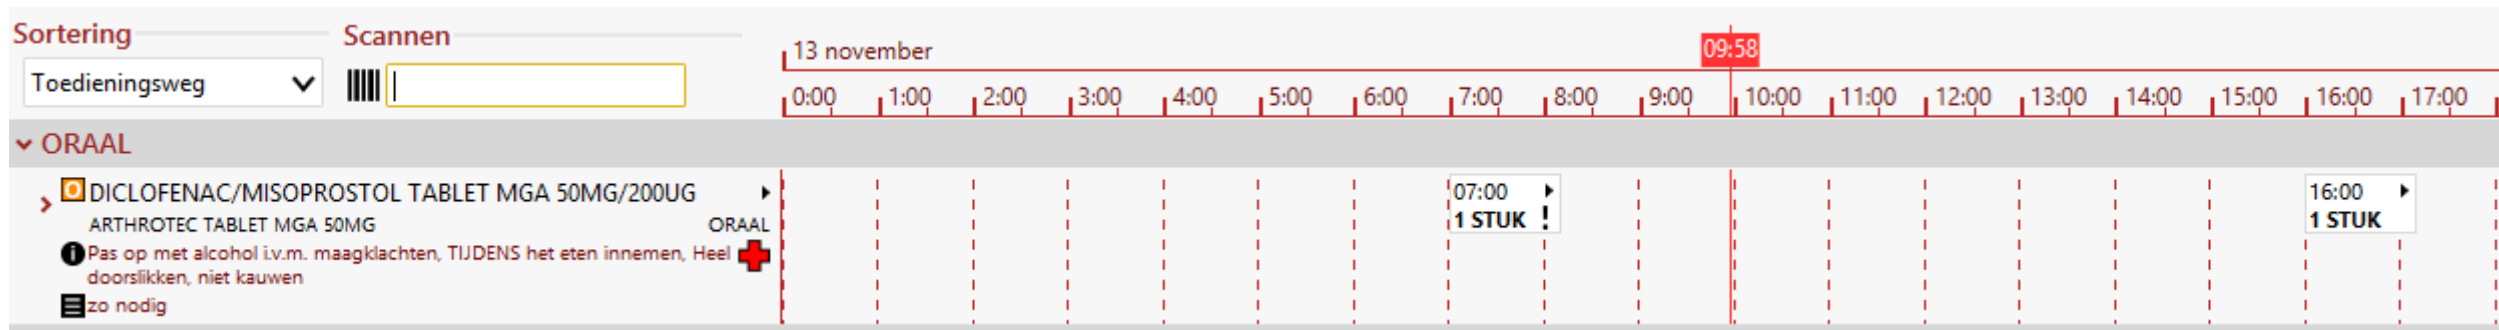 Sortering
Scannen
Toedieningsweg
13 november
09:58
0:00 1:00 2:00 3:00 4:00 5:00 6:00 7:00 8:00 9:00 10:00 11:00 12:00 13:00 14:00 15:00 16:00 17:00
ORAAL
O DICLOFENAC/MISOPROSTOL TABLET MGA 50MG/200UG
ARTHROTEC TABLET MGA 50MG ORAAL
Pas op met alcohol i.v.m. maagklachten, TIJDENS het eten innemen, Heel
doorslikken, niet kauwen
zo nodig
07:00
1 STUK !
16:00
1 STUK